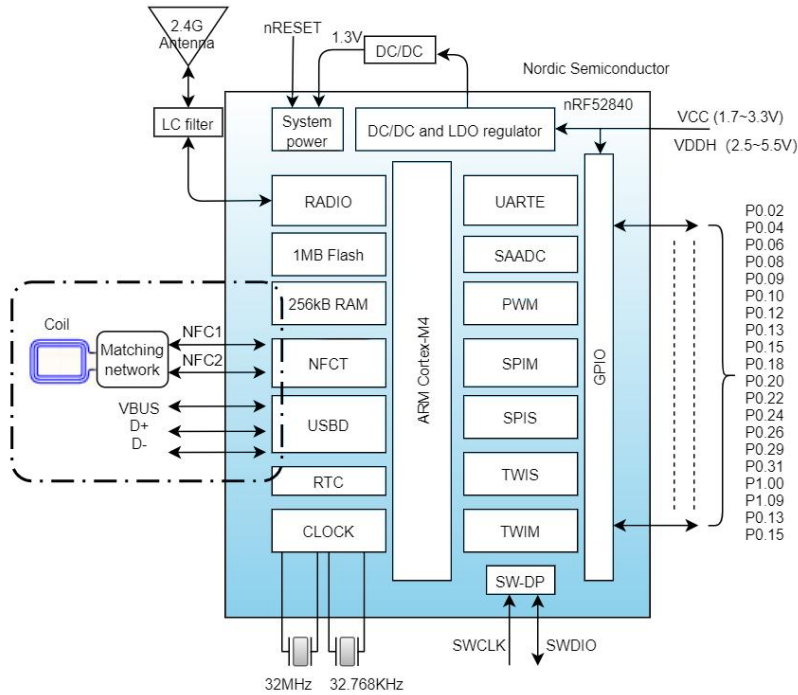 2.4G
Antenna
nRESET
1.3V
DC/DC
Nordic Semiconductor
LC filter
System
power
DC/DC and LDO regulator
nRF52840
VCC (1.7~3.3V)
VDDH (2.5~5.5V)
RADIO
1MB Flash
256kB RAM
NFCT
USBD
RTC
CLOCK
ARM Cortex-M4
UARTE
SAADC
PWM
SPIM
SPIS
TWIS
TWIM
SW-DP
GPIO
Coil
Matching
network
NFC1
NFC2
VBUS
D+
D-
P0.02
P0.04
P0.06
P0.08
P0.09
P0.10
P0.12
P0.13
P0.15
P0.18
P0.20
P0.22
P0.24
P0.26
P0.29
P0.31
P1.00
P1.09
P0.13
P0.15
SWCLK
SWDIO
32MHz
32.768KHz